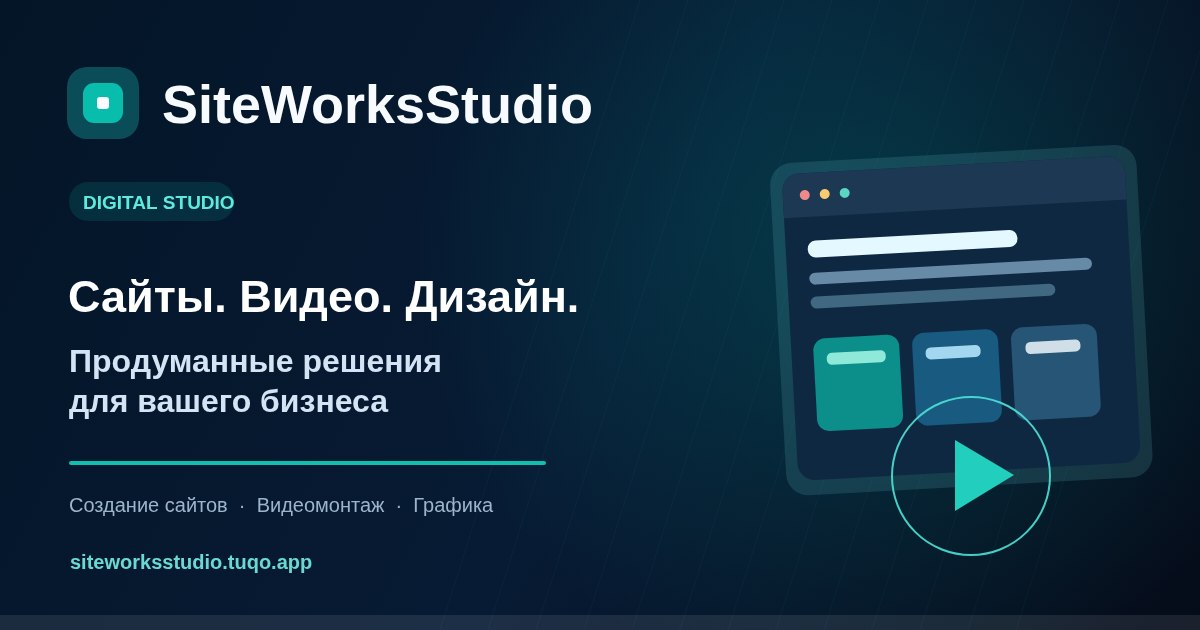 SiteWorksStudio
DIGITAL STUDIO
Сайты. Видео. Дизайн.
Продуманные решения
для вашего бизнеса
Создание сайтов · Видеомонтаж · Графика
siteworksstudio.tuqo.app